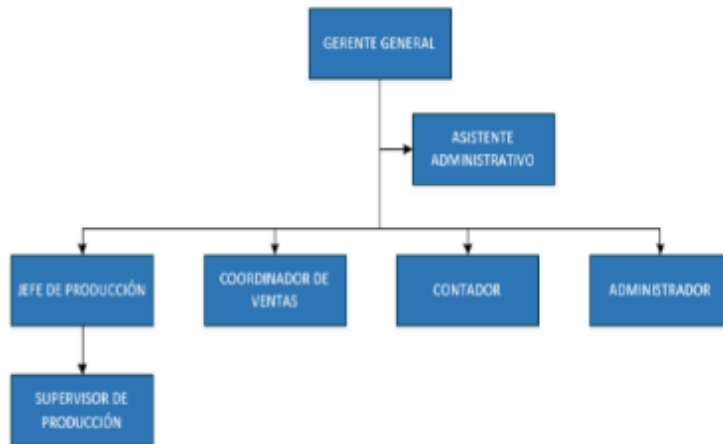 GERENTE GENERAL
ASISTENTE
ADMINISTRATIVO
JEFE DE PRODUCCIÓN
COORDINADOR DE
VENTAS
CONTADOR
ADMINISTRADOR
SUPERVISOR DE
PRODUCCIÓN